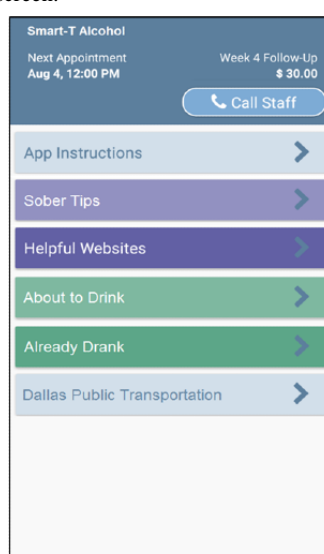 Smart-T Alcohol
Next Appointment
Week 4 Follow-Up
Aug 4, 12:00 PM
$ 30.00
Call Staff
App Instructions
Sober Tips
Helpful Websites
About to Drink
Already Drank
Dallas Public Transportation